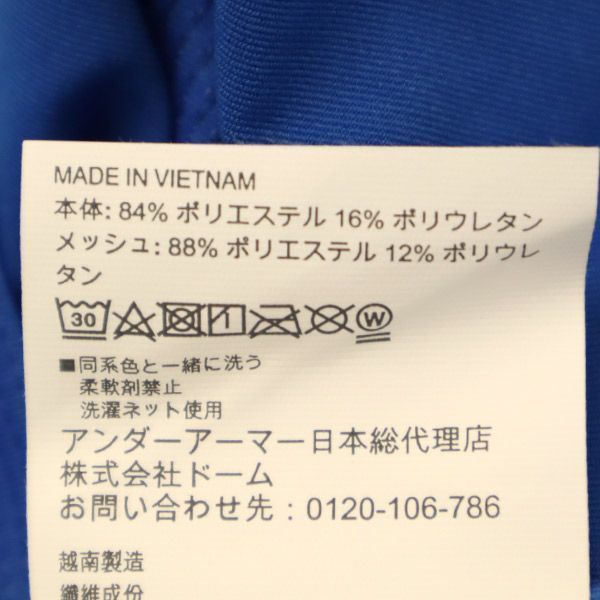 MADE IN VIETNAM
本体: 84% ポリエステル 16% ポリウレタン
メッシュ: 88% ポリエステル 12% ポリウレ
タン
30 W
■同系色と一緒に洗う
柔軟剤禁止
洗濯ネット使用
アンダーアーマー日本総代理店
株式会社ドーム
お問い合わせ先 : 0120-106-786
越南製造
纖維成份